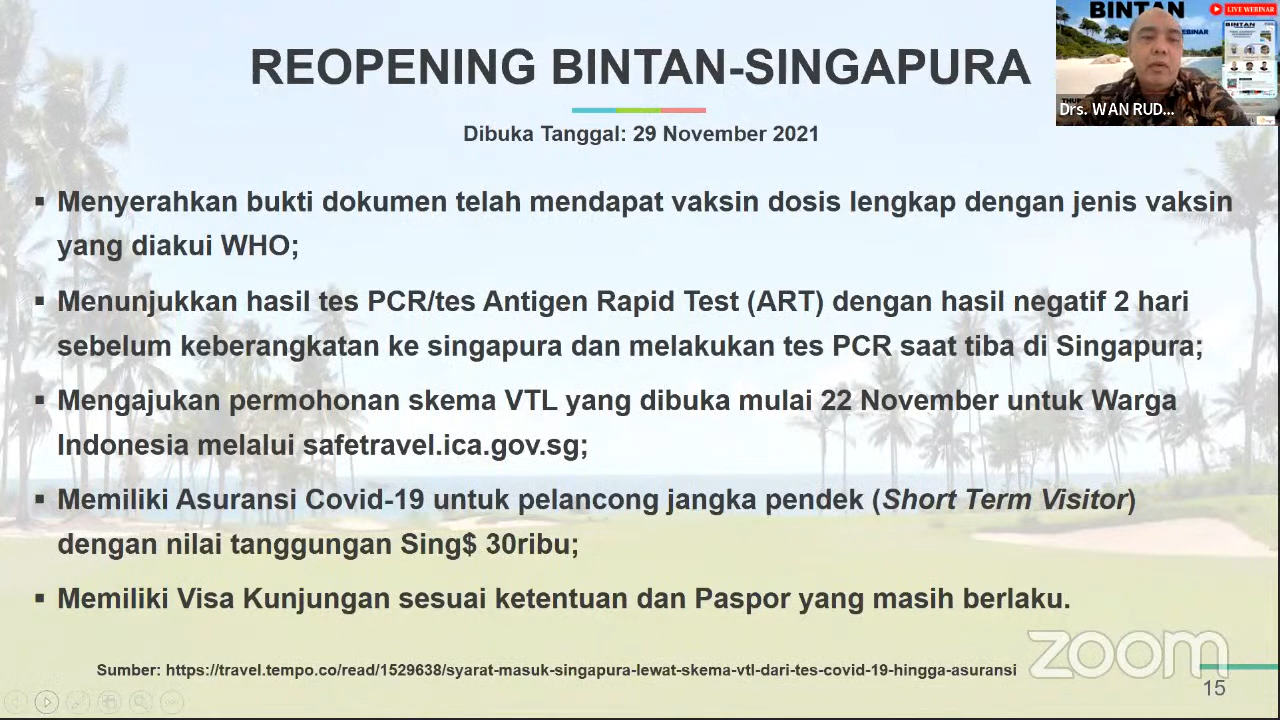 REOPENING BINTAN-SINGAPURA
Dibuka Tanggal: 29 November 2021
BINTAN
LIVE WEBINAR
BINTAN
Drs. WAN RUD...
▪ Menyerahkan bukti dokumen telah mendapat vaksin dosis lengkap dengan jenis vaksin
yang diakui WHO;
▪ Menunjukkan hasil tes PCR/tes Antigen Rapid Test (ART) dengan hasil negatif 2 hari
sebelum keberangkatan ke singapura dan melakukan tes PCR saat tiba di Singapura;
▪ Mengajukan permohonan skema VTL yang dibuka mulai 22 November untuk Warga
Indonesia melalui safetravel.ica.gov.sg;
▪ Memiliki Asuransi Covid-19 untuk pelancong jangka pendek (Short Term Visitor)
dengan nilai tanggungan Sing$ 30ribu;
▪ Memiliki Visa Kunjungan sesuai ketentuan dan Paspor yang masih berlaku.
zoom
Sumber: https://travel.tempo.co/read/1529638/syarat-masuk-singapura-lewat-skema-vtl-dari-tes-covid-19-hingga-asuransi
15